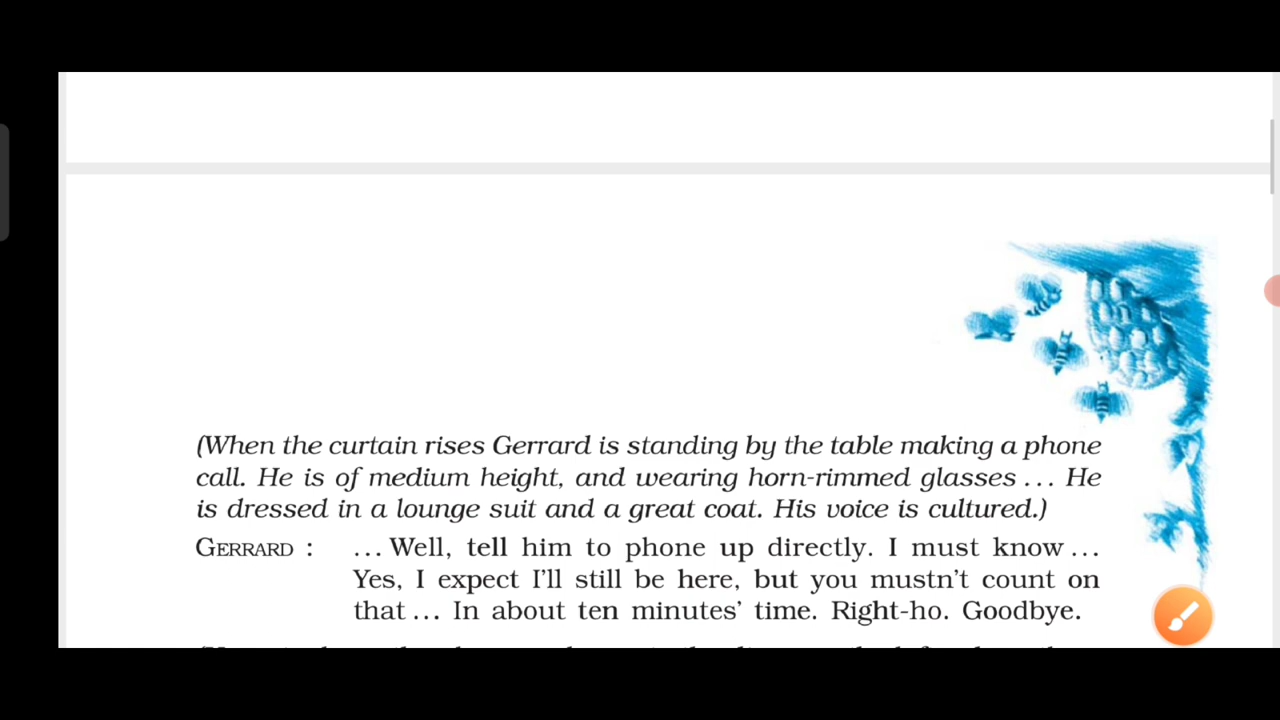 (When the curtain rises Gerrard is standing by the table making a phone
call. He is of medium height, and wearing horn-rimmed glesses ... He
is dressed in a lounge suit and a great coat. His voice is cultured.)
GERRARD : ... Well, tell him to phone up directly. I must know ...
Yes, I expect I'll still be here, but you mustn't count on
that ... In about ten minutes' time. Right-ho. Goodbye.